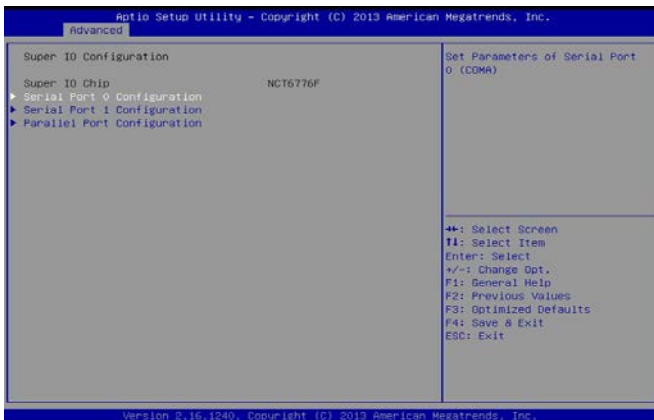 Aptio Setup Utility – Copyright (C) 2013 American Megatrends, Inc.
Advanced
Super IO Configuration
Super IO Chip NCT6776F
► Serial Port 0 Configuration
► Serial Port 1 Configuration
► Parallel Port Configuration
Set Parameters of Serial Port
0 (COMA)
→←: Select Screen
↑↓: Select Item
Enter: Select
+/-: Change Opt.
F1: General Help
F2: Previous Values
F3: Optimized Defaults
F4: Save & Exit
ESC: Exit
Version 2.16.1240. Copyright (C) 2013 American Megatrends, Inc.